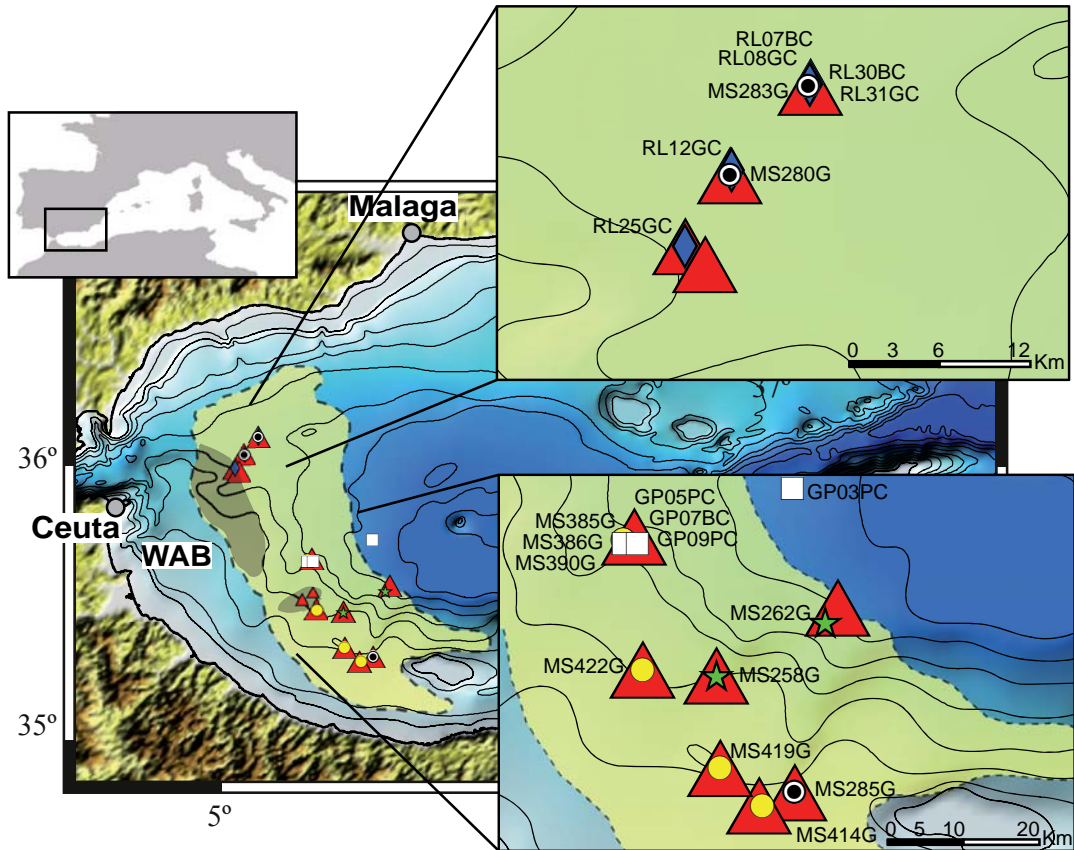 RL07BC
RL08GC
RL30BC
MS283G
RL31GC
RL12GC
MS280G
RL25GC
0 3 6 12
Km
Malaga
36º
Ceuta
WAB
35º
5º
GP03PC
GP05PC
MS385G GP07BC
MS386G GP09PC
MS390G
MS262G
MS422G
MS258G
MS419G
MS285G
MS414G
0 5 10 20
Km